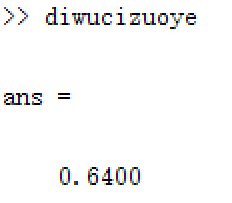 >> diwucizuoye
ans =
0.6400